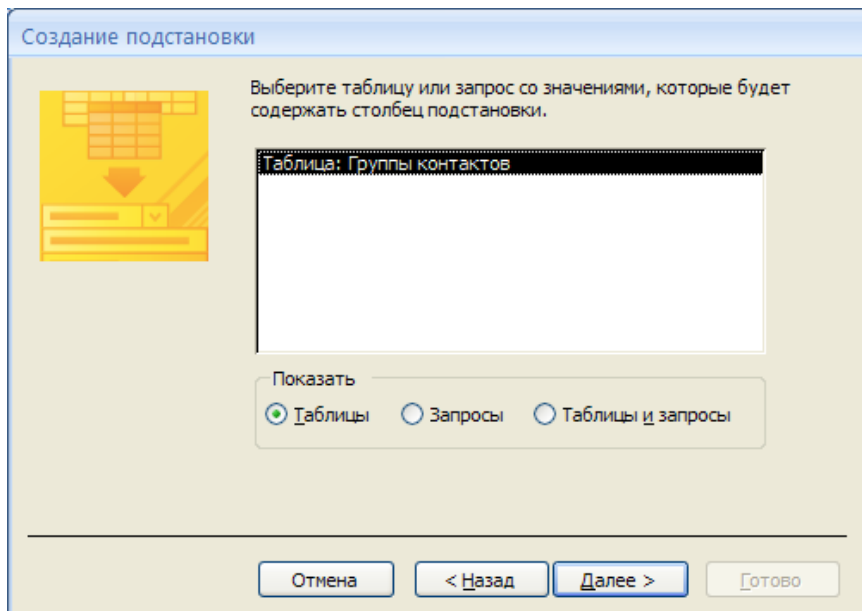 Создание подстановки
Выберите таблицу или запрос со значениями, которые будет
содержать столбец подстановки.
Таблица: Группы контактов
Показать
Таблицы Запросы Таблицы и запросы
Отмена < Назад Далее > Готово